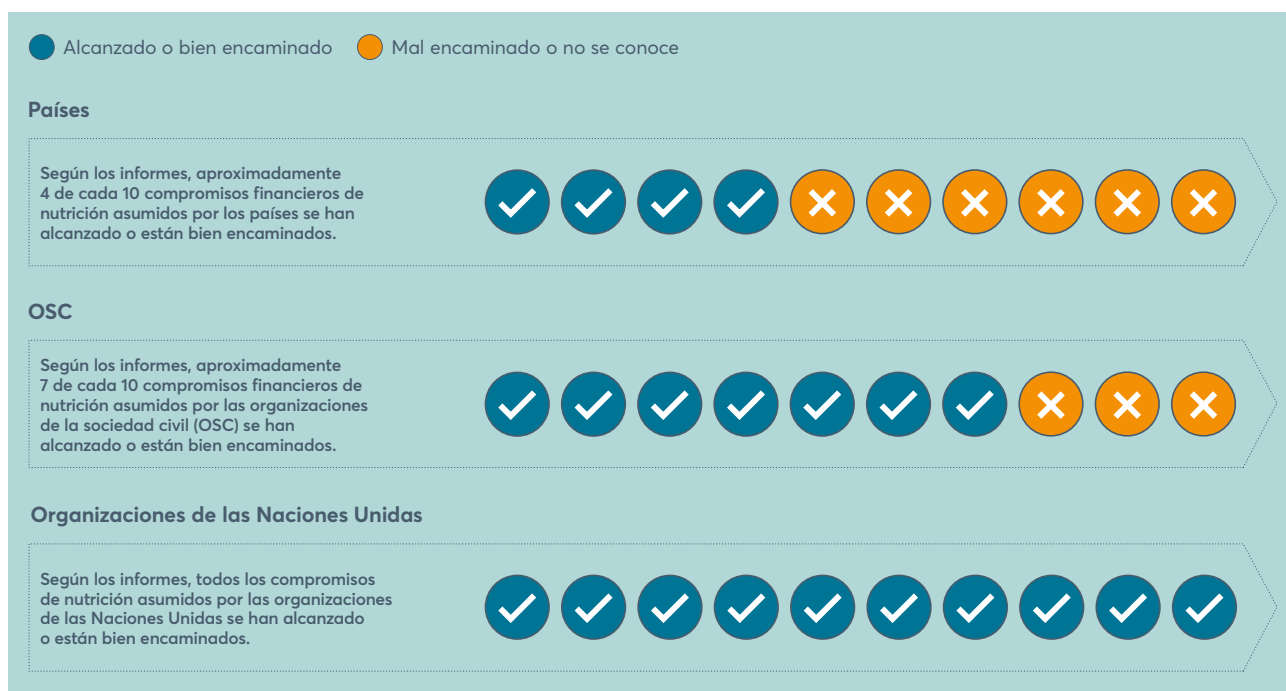 Alcanzado o bien encaminado
Mal encaminado o no se conoce
Países
Según los informes, aproximadamente
4 de cada 10 compromisos financieros de
nutrición asumidos por los países se han
alcanzado o están bien encaminados.
OSC
Según los informes, aproximadamente
7 de cada 10 compromisos financieros de
nutrición asumidos por las organizaciones
de la sociedad civil (OSC) se han
alcanzado o están bien encaminados.
Organizaciones de las Naciones Unidas
Según los informes, todos los compromisos
de nutrición asumidos por las organizaciones
de las Naciones Unidas se han alcanzado
o están bien encaminados.